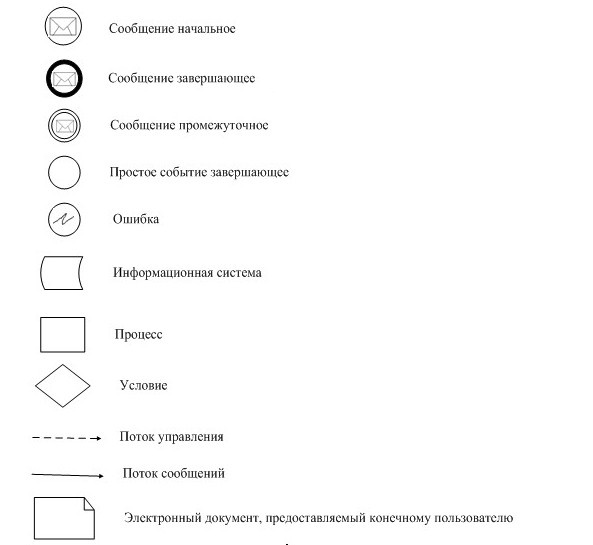 Сообщение начальное
Сообщение завершающее
Сообщение промежуточное
Простое событие завершающее
Ошибка
Информационная система
Процесс
Условие
Поток управления
Поток сообщений
Электронный документ, предоставляемый конечному пользователю